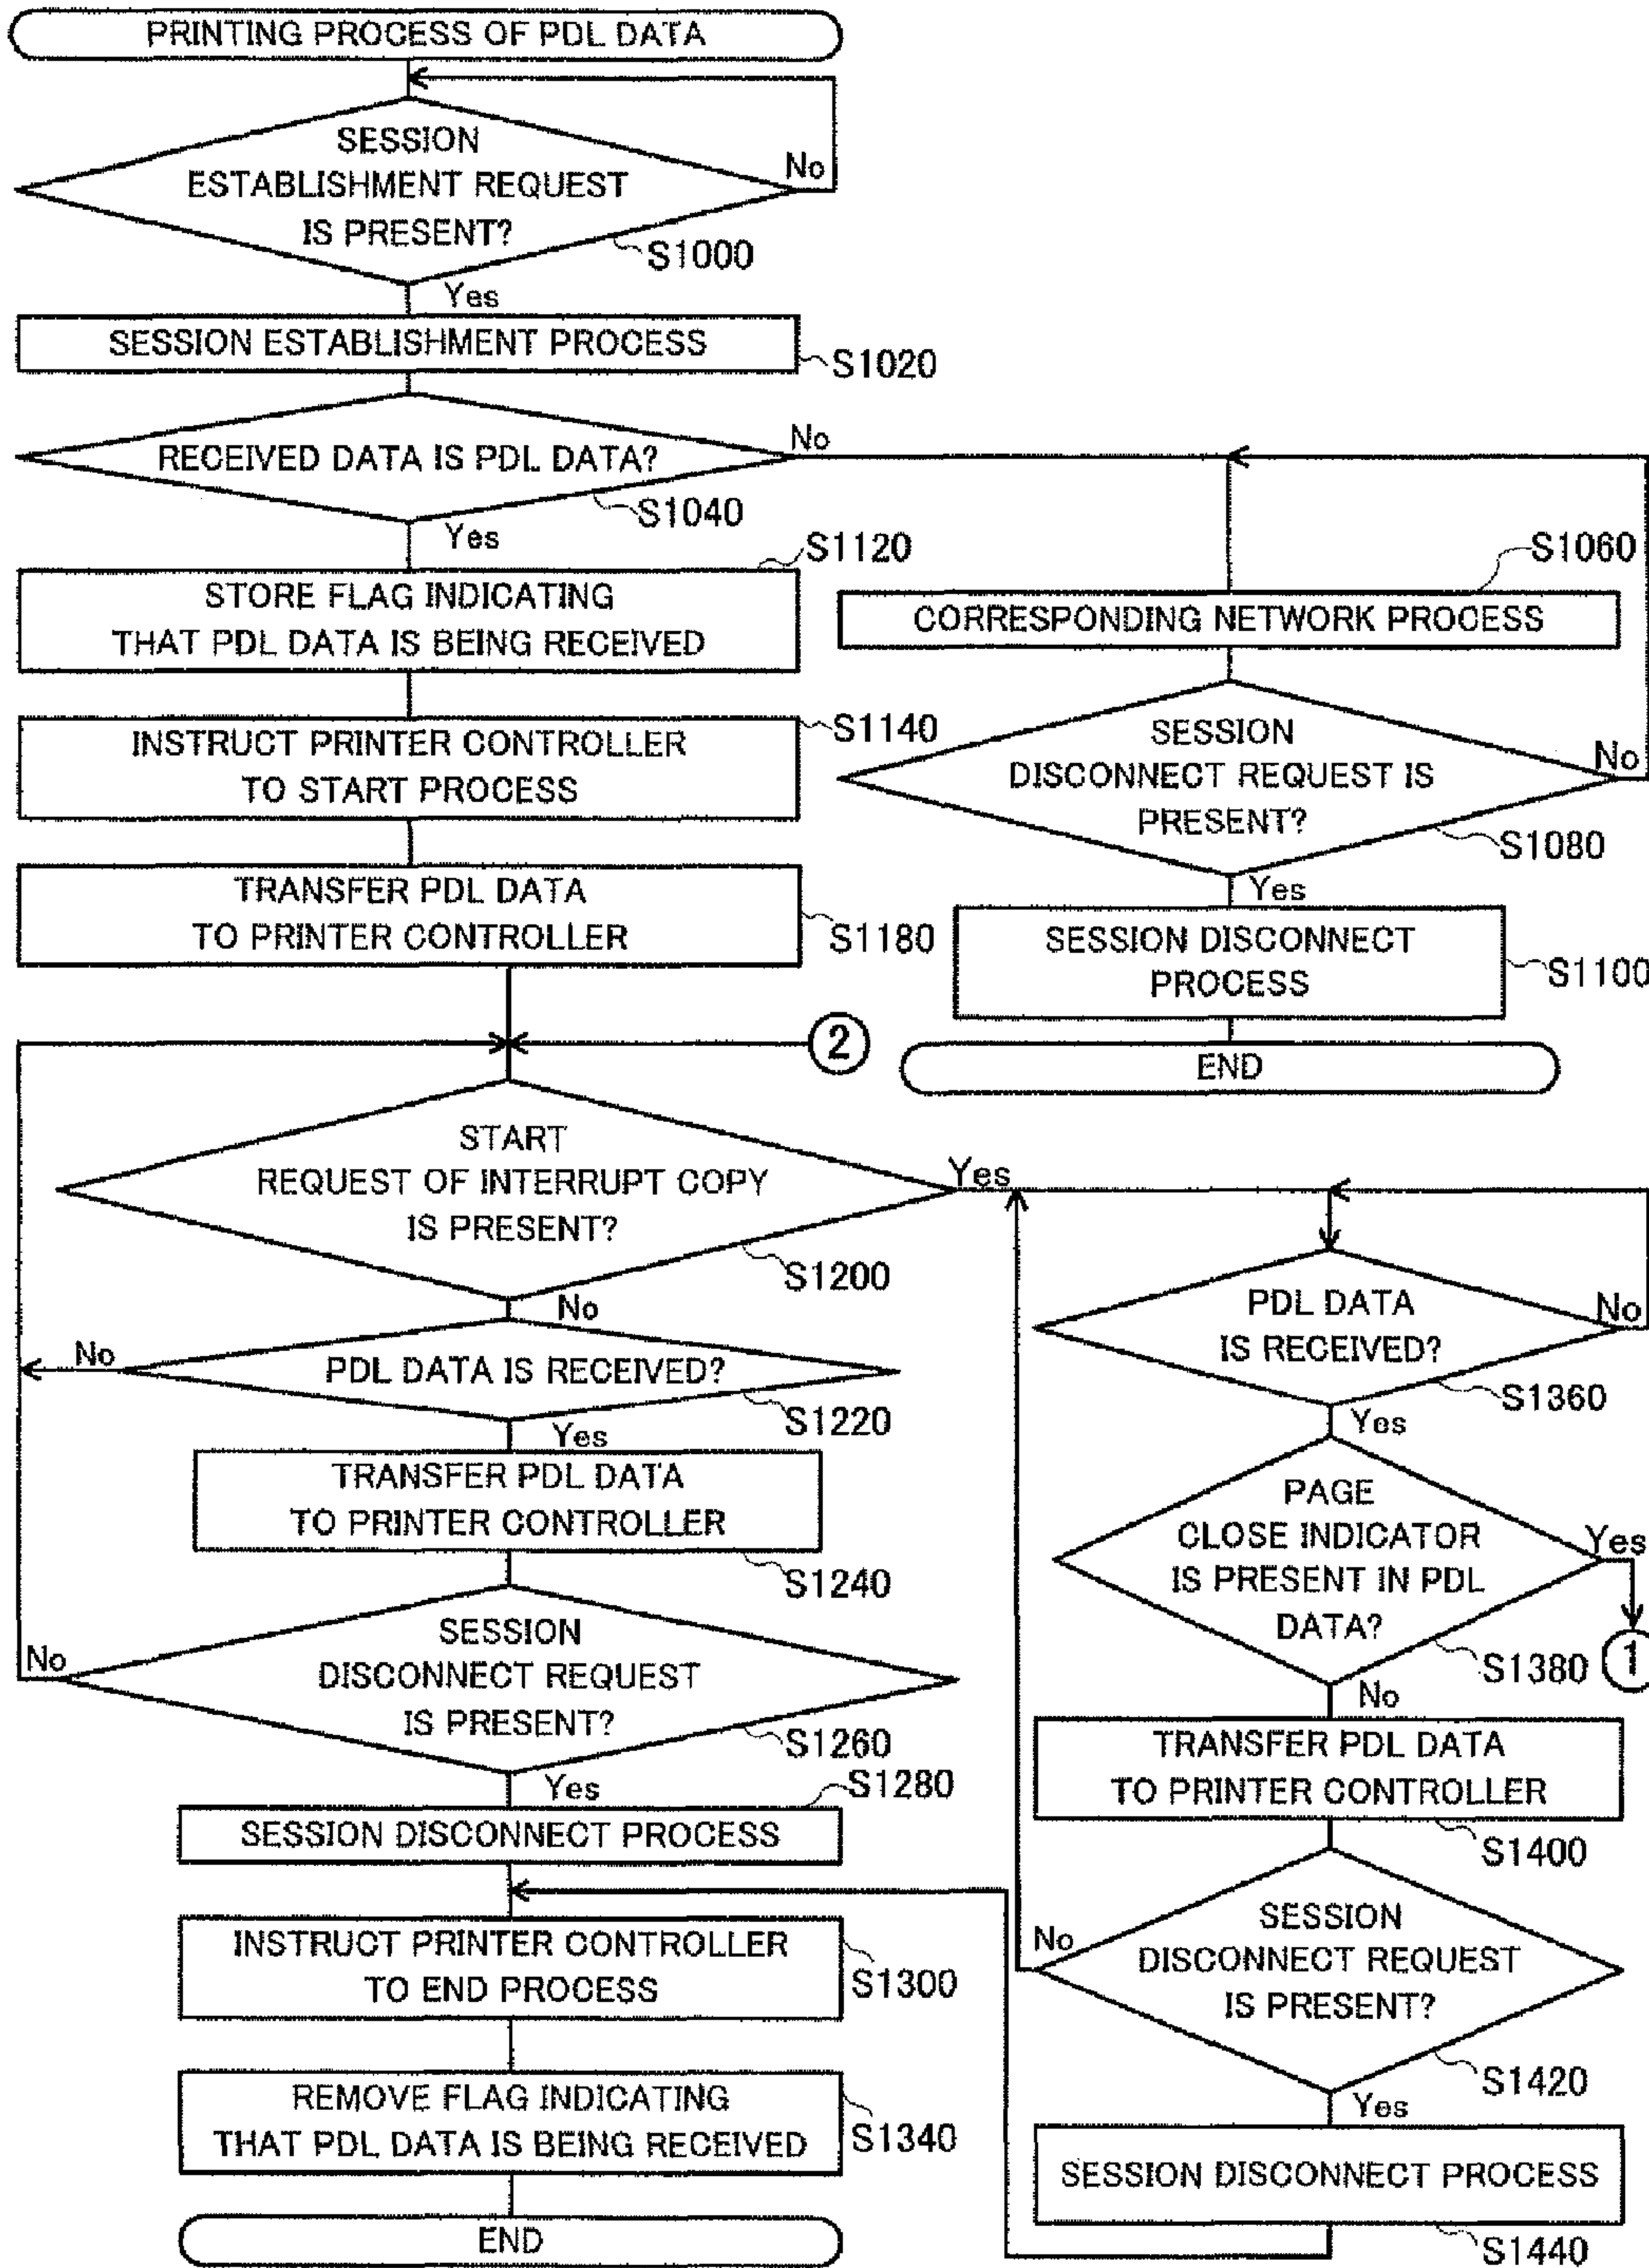 PRINTING PROCESS OF PDL DATA
SESSION
ESTABLISHMENT REQUEST
IS PRESENT?
No
S1000
Yes
SESSION ESTABLISHMENT PROCESS
S1020
RECEIVED DATA IS PDL DATA?
No
S1040
Yes
S1120
STORE FLAG INDICATING
THAT PDL DATA IS BEING RECEIVED
S1140
INSTRUCT PRINTER CONTROLLER
TO START PROCESS
TRANSFER PDL DATA
TO PRINTER CONTROLLER
S1180
S1060
CORRESPONDING NETWORK PROCESS
SESSION
DISCONNECT REQUEST IS
PRESENT?
No
S1080
Yes
SESSION DISCONNECT
PROCESS
S1100
END
2
START
REQUEST OF INTERRUPT COPY
IS PRESENT?
Yes
S1200
No
PDL DATA IS RECEIVED?
No
S1220
Yes
TRANSFER PDL DATA
TO PRINTER CONTROLLER
S1240
SESSION
DISCONNECT REQUEST
IS PRESENT?
No
S1260
Yes
S1280
SESSION DISCONNECT PROCESS
INSTRUCT PRINTER CONTROLLER
TO END PROCESS
S1300
REMOVE FLAG INDICATING
THAT PDL DATA IS BEING RECEIVED
S1340
END
PDL DATA
IS RECEIVED?
No
S1360
Yes
PAGE
CLOSE INDICATOR
IS PRESENT IN PDL
DATA?
Yes
1
S1380
No
TRANSFER PDL DATA
TO PRINTER CONTROLLER
S1400
SESSION
DISCONNECT REQUEST
IS PRESENT?
No
S1420
Yes
SESSION DISCONNECT PROCESS
S1440